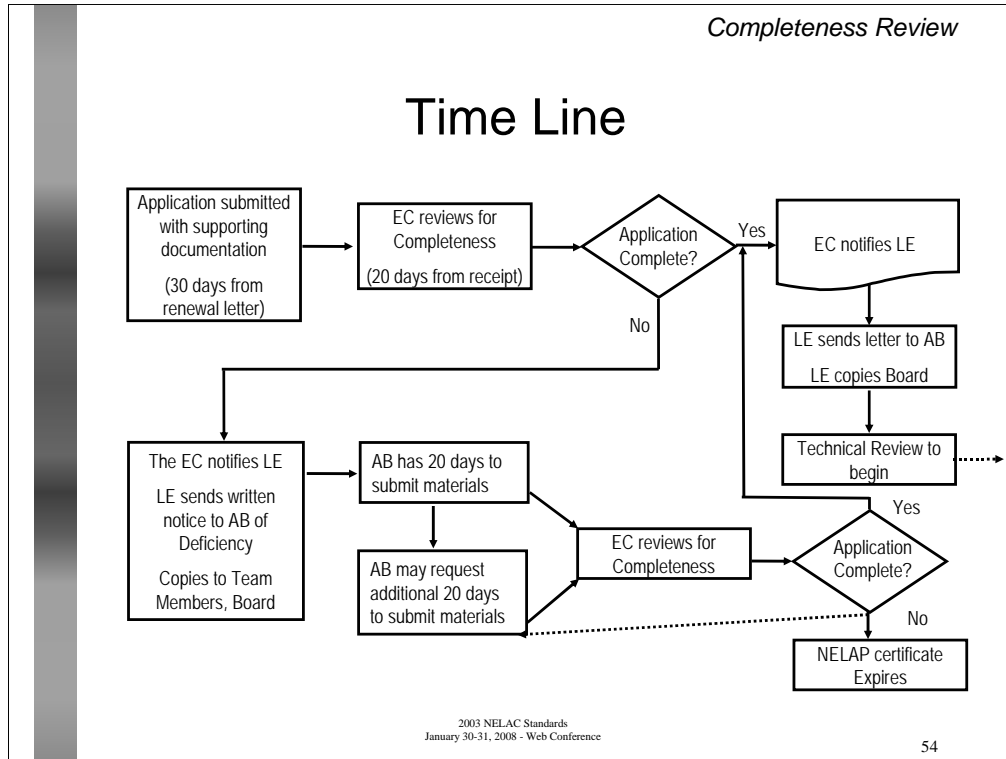 Completeness Review
Time Line
Application submitted
with supporting
documentation
(30 days from
renewal letter)
EC reviews for
Completeness
(20 days from receipt)
Application
Complete?
Yes
EC notifies LE
No
LE sends letter to AB
LE copies Board
Technical Review to
begin
The EC notifies LE
LE sends written
notice to AB of
Deficiency
Copies to Team
Members, Board
AB has 20 days to
submit materials
AB may request
additional 20 days
to submit materials
EC reviews for
Completeness
Application
Complete?
Yes
No
NELAP certificate
Expires
2003 NELAC Standards
January 30-31, 2008 - Web Conference
54